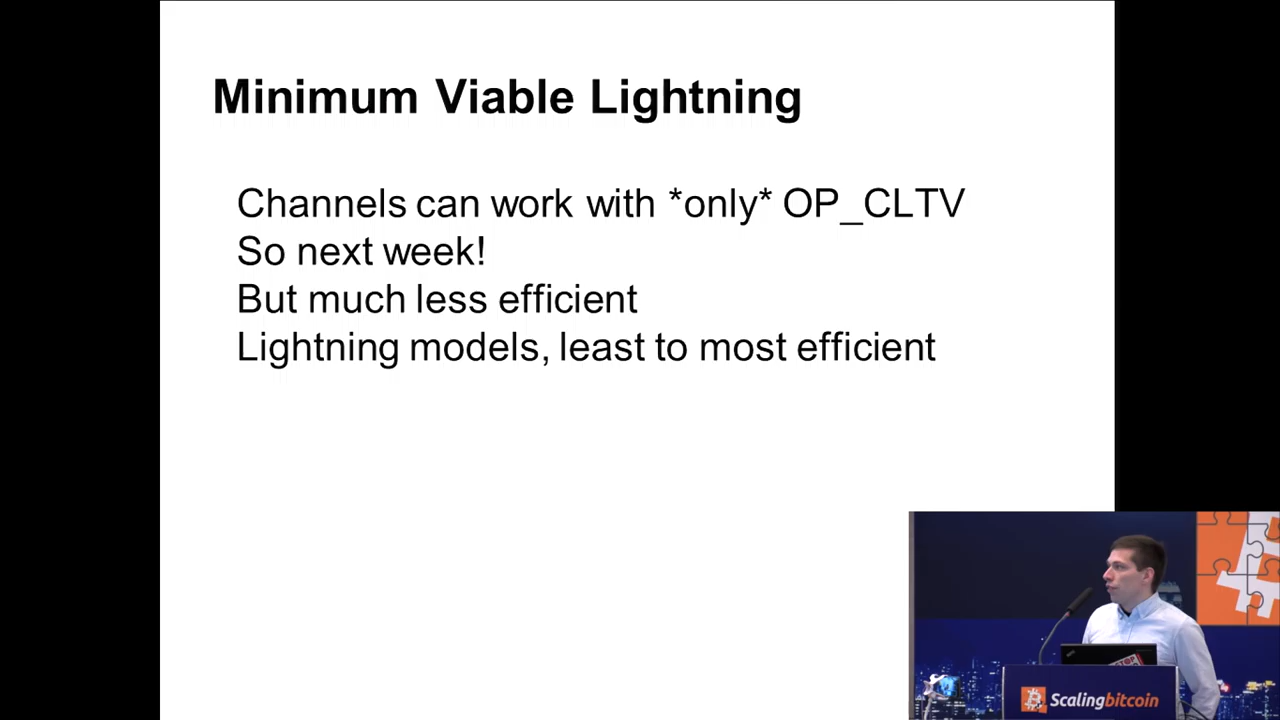 Minimum Viable Lightning
Channels can work with *only* OP_CLTV
So next week!
But much less efficient
Lightning models, least to most efficient
Scalingbitcoin